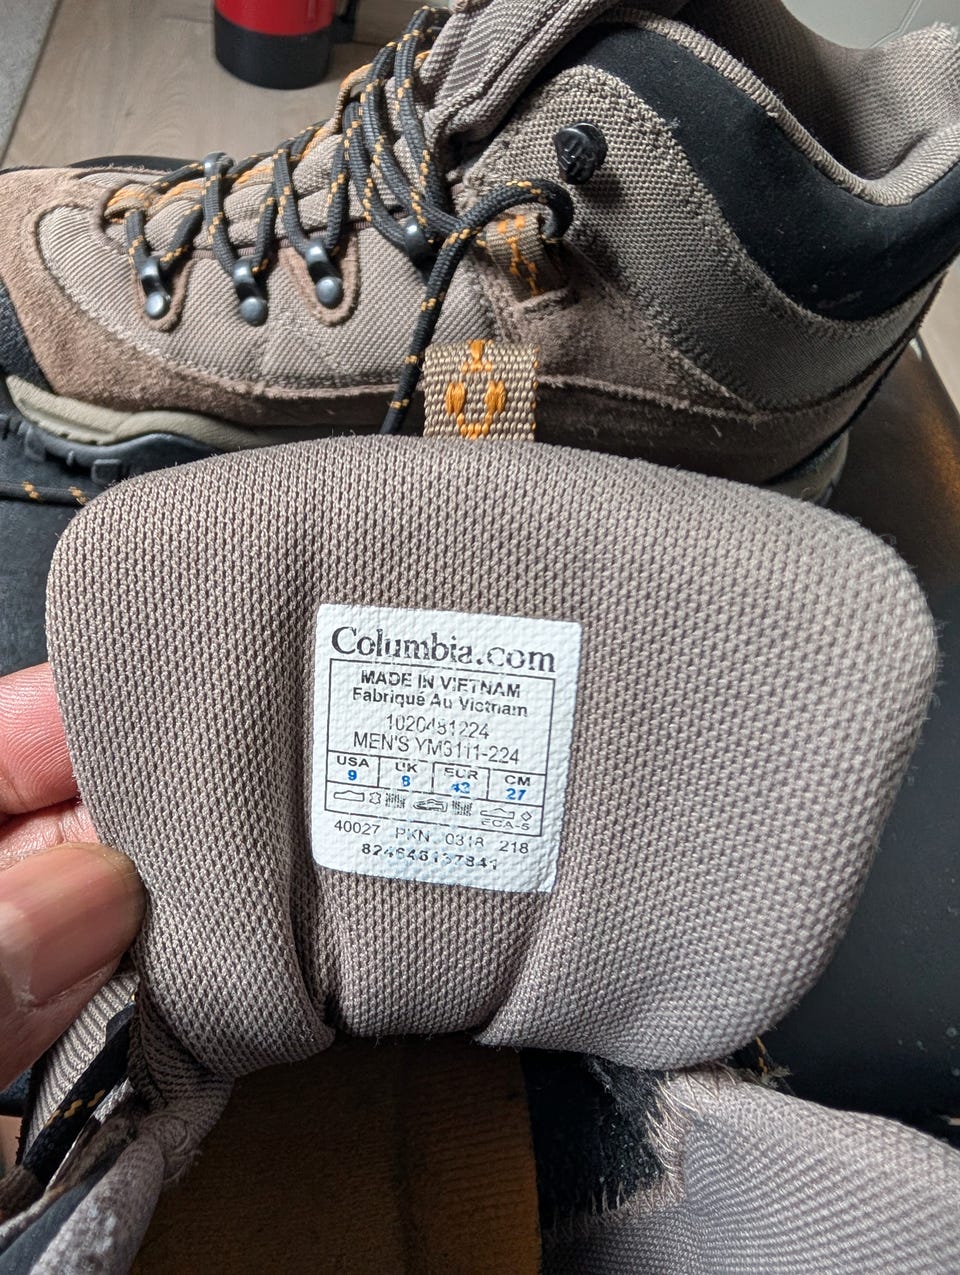 Columbia.com
MADE IN VIETNAM
Fabriqué Au Vietnam
1020481224
MEN'S YM3111-224
USA UK EUR CM
9 8 42 27
ECA-5
40027 PKN 0318 218